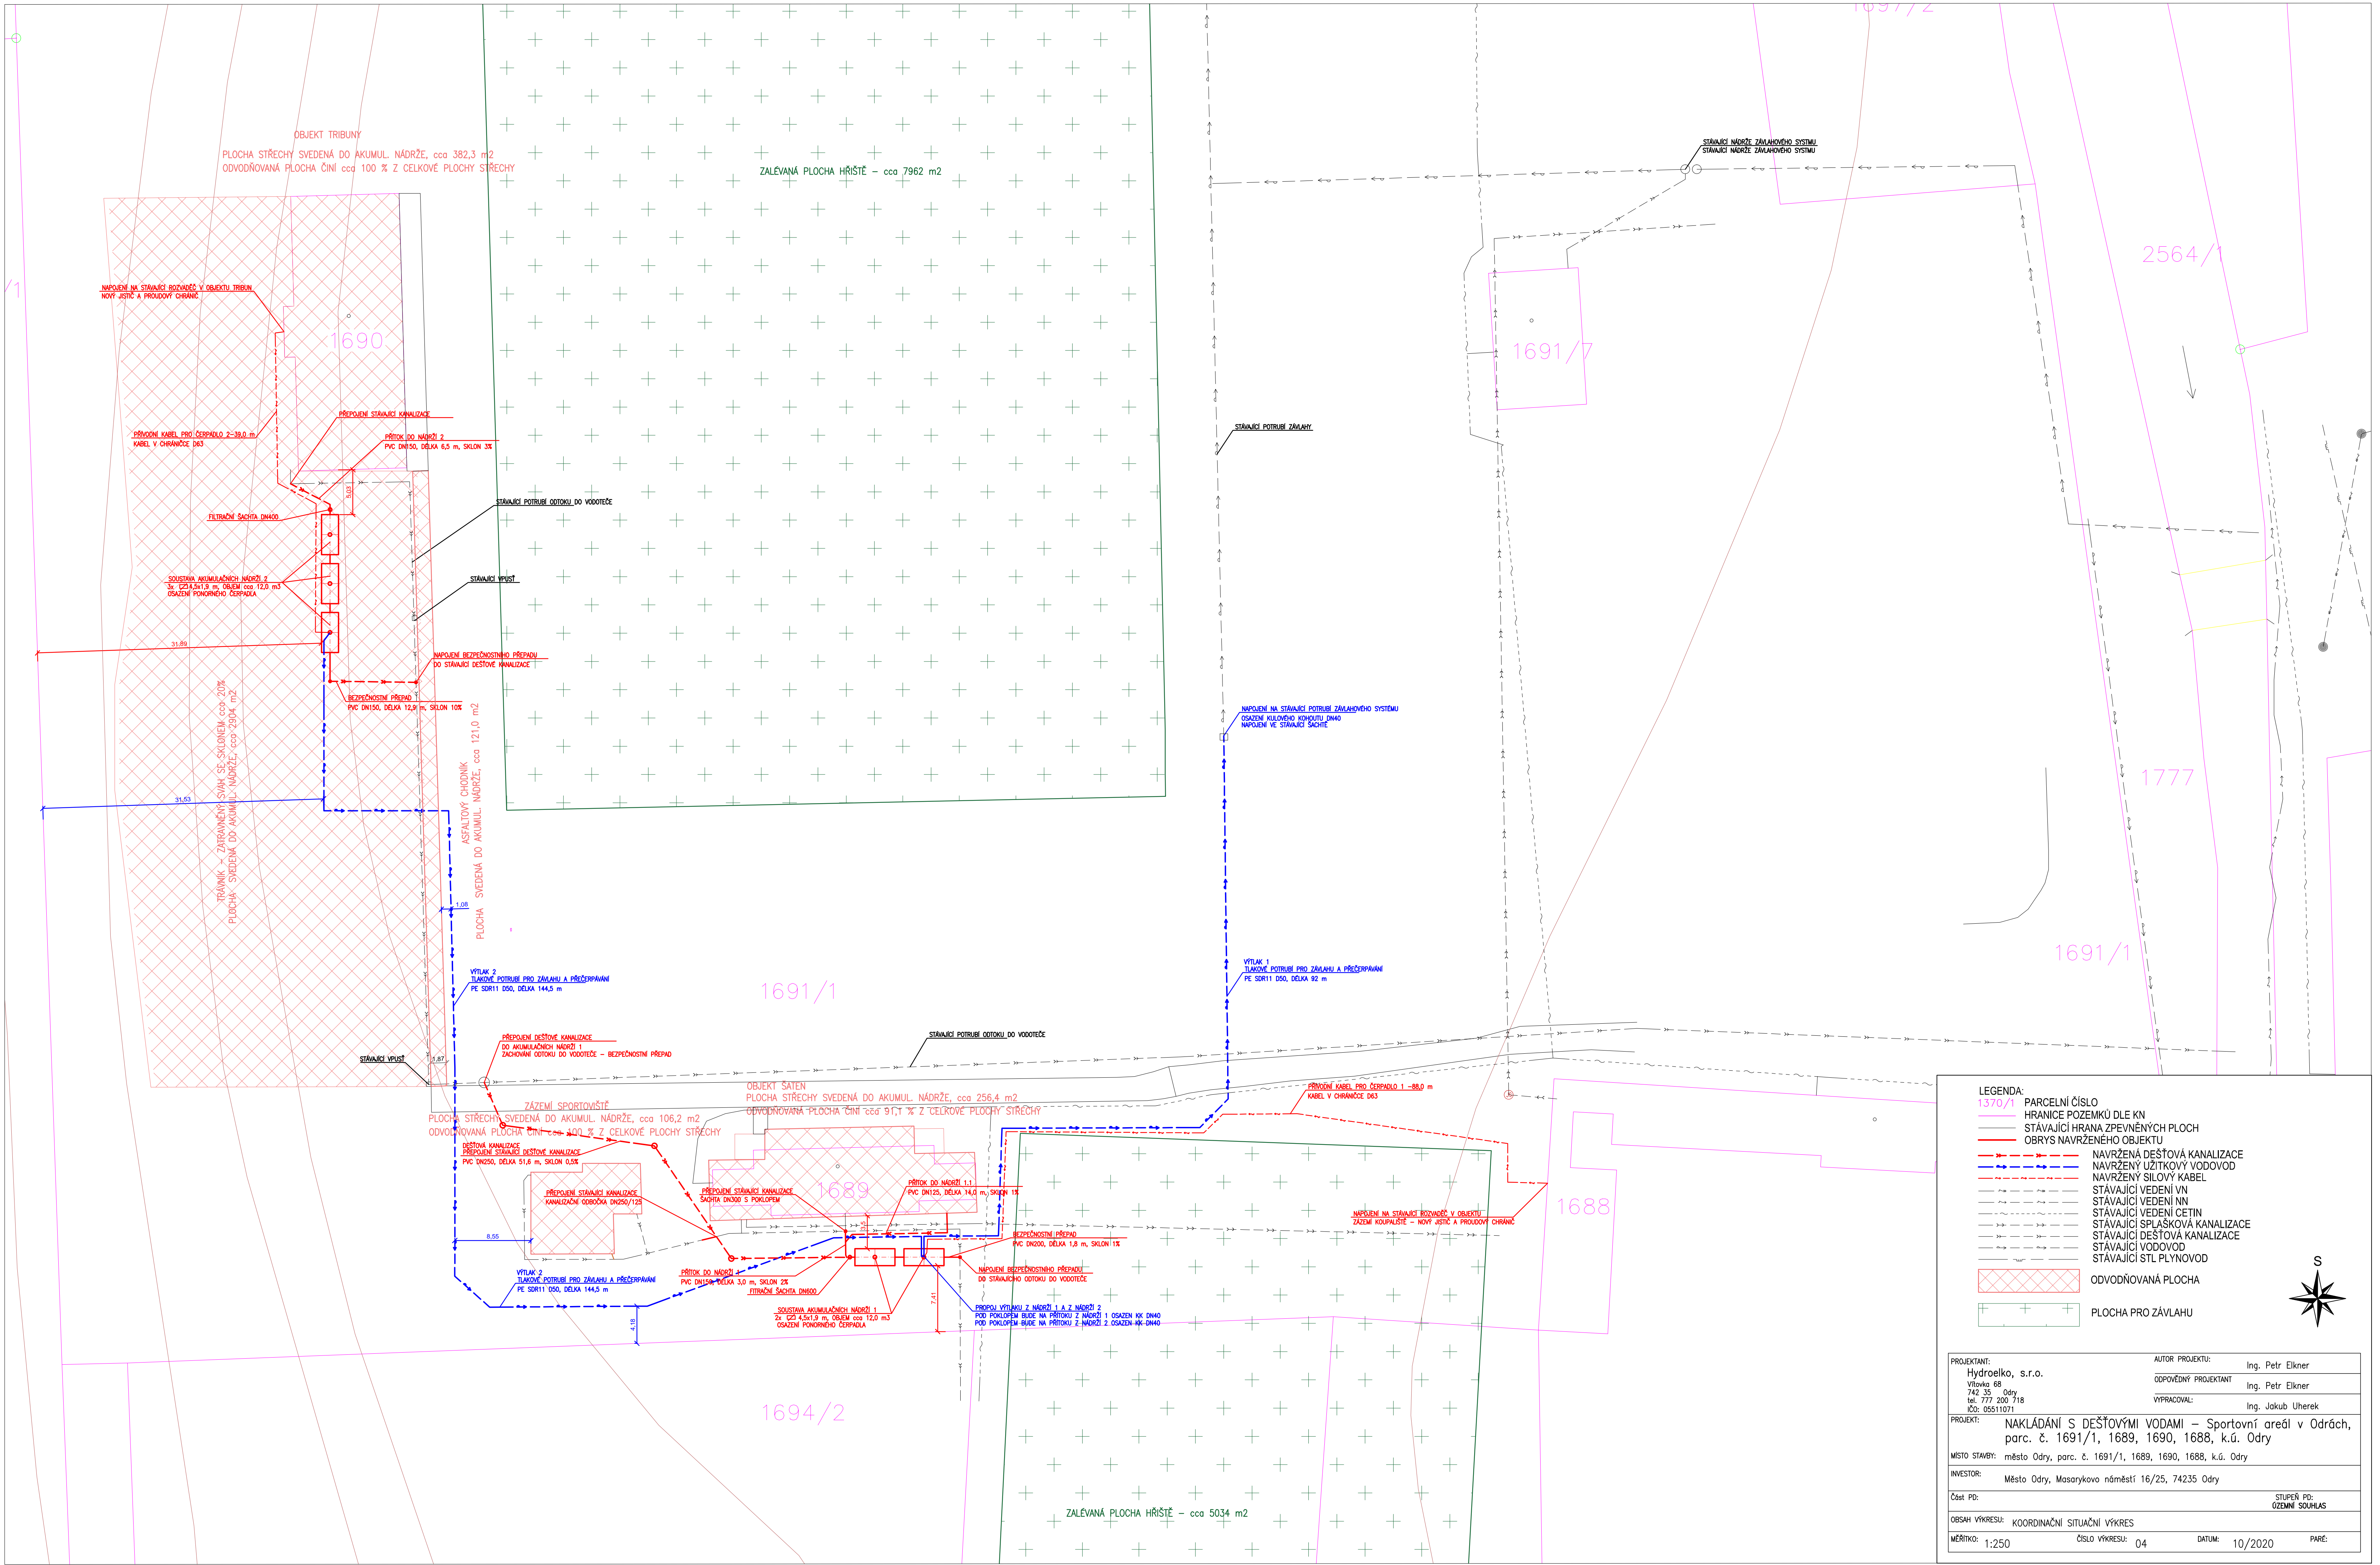 1697/2
OBJEKT TRIBUNY
PLOCHA STŘECHY SVEDENÁ DO AKUMUL. NÁDRŽE, cca 382,3 m2
ODVODŇOVANÁ PLOCHA ČINÍ cca 100 % Z CELKOVÉ PLOCHY STŘECHY
ZALÉVANÁ PLOCHA HŘIŠTĚ – cca 7962 m2
STÁVAJÍCÍ NÁDRŽE ZÁVLAHOVÉHO SYSTMU
STÁVAJÍCÍ NÁDRŽE ZÁVLAHOVÉHO SYSTMU
2564/1
/1
NAPOJENÍ NA STÁVAJÍCÍ ROZVADĚČ V OBJEKTU TRIBUN
NOVÝ JISTIČ A PROUDOVÝ CHRÁNIČ
1690
1691/7
PŘEPOJENÍ STÁVAJÍCÍ KANALIZACE
PŘÍVODNÍ KABEL PRO ČERPADLO 2–39,0 m
KABEL V CHRÁNIČCE D63
PŘÍTOK DO NÁDRŽÍ 2
PVC DN150, DÉLKA 6,5 m, SKLON 3%
STÁVAJÍCÍ POTRUBÍ ZÁVLAHY
5,03
STÁVAJÍCÍ POTRUBÍ ODTOKU DO VODOTEČE
FILTRAČNÍ ŠACHTA DN400
SOUSTAVA AKUMULAČNÍCH NÁDRŽÍ 2
3x 4,5x1,9 m, OBJEM cca 12,0 m3
OSAZENÍ PONORNÉHO ČERPADLA
STÁVAJÍCÍ VPUSŤ
31,89
NAPOJENÍ BEZPEČNOSTNÍHO PŘEPADU
DO STÁVAJÍCÍ DEŠŤOVÉ KANALIZACE
BEZPEČNOSTNÍ PŘEPAD
PVC DN150, DÉLKA 12,9 m, SKLON 10%
NAPOJENÍ NA STÁVAJÍCÍ POTRUBÍ ZÁVLAHOVÉHO SYSTÉMU
OSAZENÍ KULOVÉHO KOHOUTU DN40
NAPOJENÍ VE STÁVAJÍCÍ ŠACHTĚ
TRÁVNÍK – ZATRAVNĚNÝ SVAH SE SKLONEM cca 20%
PLOCHA SVEDENÁ DO AKUMUL. NÁDRŽE, cca 2904 m2
ASFALTOVÝ CHODNÍK
PLOCHA SVEDENÁ DO AKUMUL. NÁDRŽE, cca 121,0 m2
31,53
1777
1,08
VÝTLAK 2
TLAKOVÉ POTRUBÍ PRO ZÁVLAHU A PŘEČERPÁVÁNÍ
PE SDR11 D50, DÉLKA 144,5 m
1691/1
VÝTLAK 1
TLAKOVÉ POTRUBÍ PRO ZÁVLAHU A PŘEČERPÁVÁNÍ
PE SDR11 D50, DÉLKA 92 m
1691/1
STÁVAJÍCÍ POTRUBÍ ODTOKU DO VODOTEČE
PŘEPOJENÍ DEŠŤOVÉ KANALIZACE
DO AKUMULAČNÍCH NÁDRŽÍ 1
ZACHOVÁNÍ ODTOKU DO VODOTEČE – BEZPEČNOSTNÍ PŘEPAD
STÁVAJÍCÍ VPUSŤ
1,87
OBJEKT ŠATEN
PLOCHA STŘECHY SVEDENÁ DO AKUMUL. NÁDRŽE, cca 256,4 m2
ODVODŇOVANÁ PLOCHA ČINÍ cca 91,1 % Z CELKOVÉ PLOCHY STŘECHY
PŘÍVODNÍ KABEL PRO ČERPADLO 1 –88,0 m
KABEL V CHRÁNIČCE D63
ZÁZEMÍ SPORTOVIŠTĚ
PLOCHA STŘECHY SVEDENÁ DO AKUMUL. NÁDRŽE, cca 106,2 m2
ODVODŇOVANÁ PLOCHA ČINÍ cca 100 % Z CELKOVÉ PLOCHY STŘECHY
DEŠŤOVÁ KANALIZACE
PŘEPOJENÍ STÁVAJÍCÍ DEŠŤOVÉ KANALIZACE
PVC DN250, DÉLKA 51,6 m, SKLON 0,5%
PŘEPOJENÍ STÁVAJÍCÍ KANALIZACE
KANALIZAČNÍ ODBOČKA DN250/125
PŘEPOJENÍ STÁVAJÍCÍ KANALIZACE
ŠACHTA DN300 S POKLOPEM
1689
PŘÍTOK DO NÁDRŽÍ 1.1
PVC DN125, DÉLKA 14,0 m, SKLON 1%
1688
NAPOJENÍ NA STÁVAJÍCÍ ROZVADĚČ V OBJEKTU
ZÁZEMÍ KOUPALIŠTĚ – NOVÝ JISTIČ A PROUDOVÝ CHRÁNIČ
8,55
BEZPEČNOSTNÍ PŘEPAD
PVC DN200, DÉLKA 1,8 m, SKLON 1%
NAPOJENÍ BEZPEČNOSTNÍHO PŘEPADU
DO STÁVAJÍCÍHO ODTOKU DO VODOTEČE
VÝTLAK 2
TLAKOVÉ POTRUBÍ PRO ZÁVLAHU A PŘEČERPÁVÁNÍ
PE SDR11 D50, DÉLKA 144,5 m
PŘÍTOK DO NÁDRŽÍ 1
PVC DN150, DÉLKA 3,0 m, SKLON 2%
FITRAČNÍ ŠACHTA DN600
7,41
4,18
SOUSTAVA AKUMULAČNÍCH NÁDRŽÍ 1
2x 4,5x1,9 m, OBJEM cca 12,0 m3
OSAZENÍ PONORNÉHO ČERPADLA
PROPOJ VÝTLAKU Z NÁDRŽÍ 1 A Z NÁDRŽÍ 2
POD POKLOPEM BUDE NA PŘÍTOKU Z NÁDRŽÍ 1 OSAZEN KK DN40
POD POKLOPEM BUDE NA PŘÍTOKU Z NÁDRŽÍ 2 OSAZEN KK DN40
1694/2
ZALÉVANÁ PLOCHA HŘIŠTĚ – cca 5034 m2
LEGENDA:
1370/1 PARCELNÍ ČÍSLO
HRANICE POZEMKŮ DLE KN
STÁVAJÍCÍ HRANA ZPEVNĚNÝCH PLOCH
OBRYS NAVRŽENÉHO OBJEKTU
NAVRŽENÁ DEŠŤOVÁ KANALIZACE
NAVRŽENÝ UŽITKOVÝ VODOVOD
NAVRŽENÝ SILOVÝ KABEL
STÁVAJÍCÍ VEDENÍ VN
STÁVAJÍCÍ VEDENÍ NN
STÁVAJÍCÍ VEDENÍ CETIN
STÁVAJÍCÍ SPLAŠKOVÁ KANALIZACE
STÁVAJÍCÍ DEŠŤOVÁ KANALIZACE
STÁVAJÍCÍ VODOVOD
STÁVAJÍCÍ STL PLYNOVOD
ODVODŇOVANÁ PLOCHA
PLOCHA PRO ZÁVLAHU
S
PROJEKTANT:
Hydroelko, s.r.o.
Vítovka 68
742 35 Odry
tel. 777 200 718
IČO: 05511071
AUTOR PROJEKTU: Ing. Petr Elkner
ODPOVĚDNÝ PROJEKTANT Ing. Petr Elkner
VYPRACOVAL: Ing. Jakub Uherek
PROJEKT: NAKLÁDÁNÍ S DEŠŤOVÝMI VODAMI – Sportovní areál v Odrách,
parc. č. 1691/1, 1689, 1690, 1688, k.ú. Odry
MÍSTO STAVBY: město Odry, parc. č. 1691/1, 1689, 1690, 1688, k.ú. Odry
INVESTOR: Město Odry, Masarykovo náměstí 16/25, 74235 Odry
Část PD:
STUPEŇ PD:
ÚZEMNÍ SOUHLAS
OBSAH VÝKRESU: KOORDINAČNÍ SITUAČNÍ VÝKRES
MĚŘÍTKO: 1:250 ČÍSLO VÝKRESU: 04 DATUM: 10/2020 PARÉ: